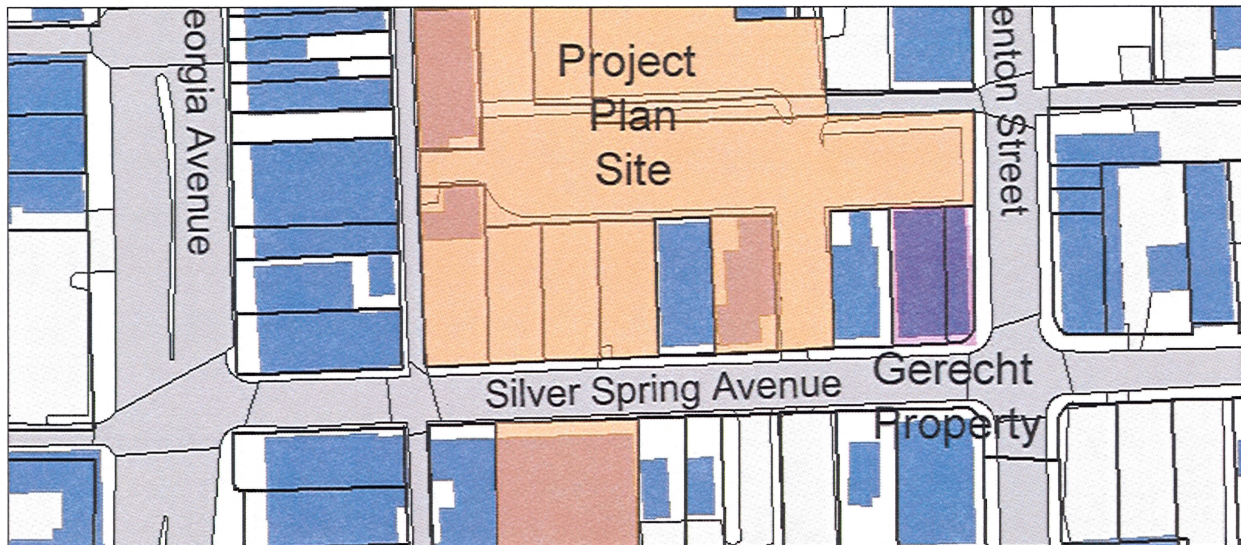 eorgia Avenue
Project
Plan
Site
enton Street
Silver Spring Avenue
Gerecht
Property